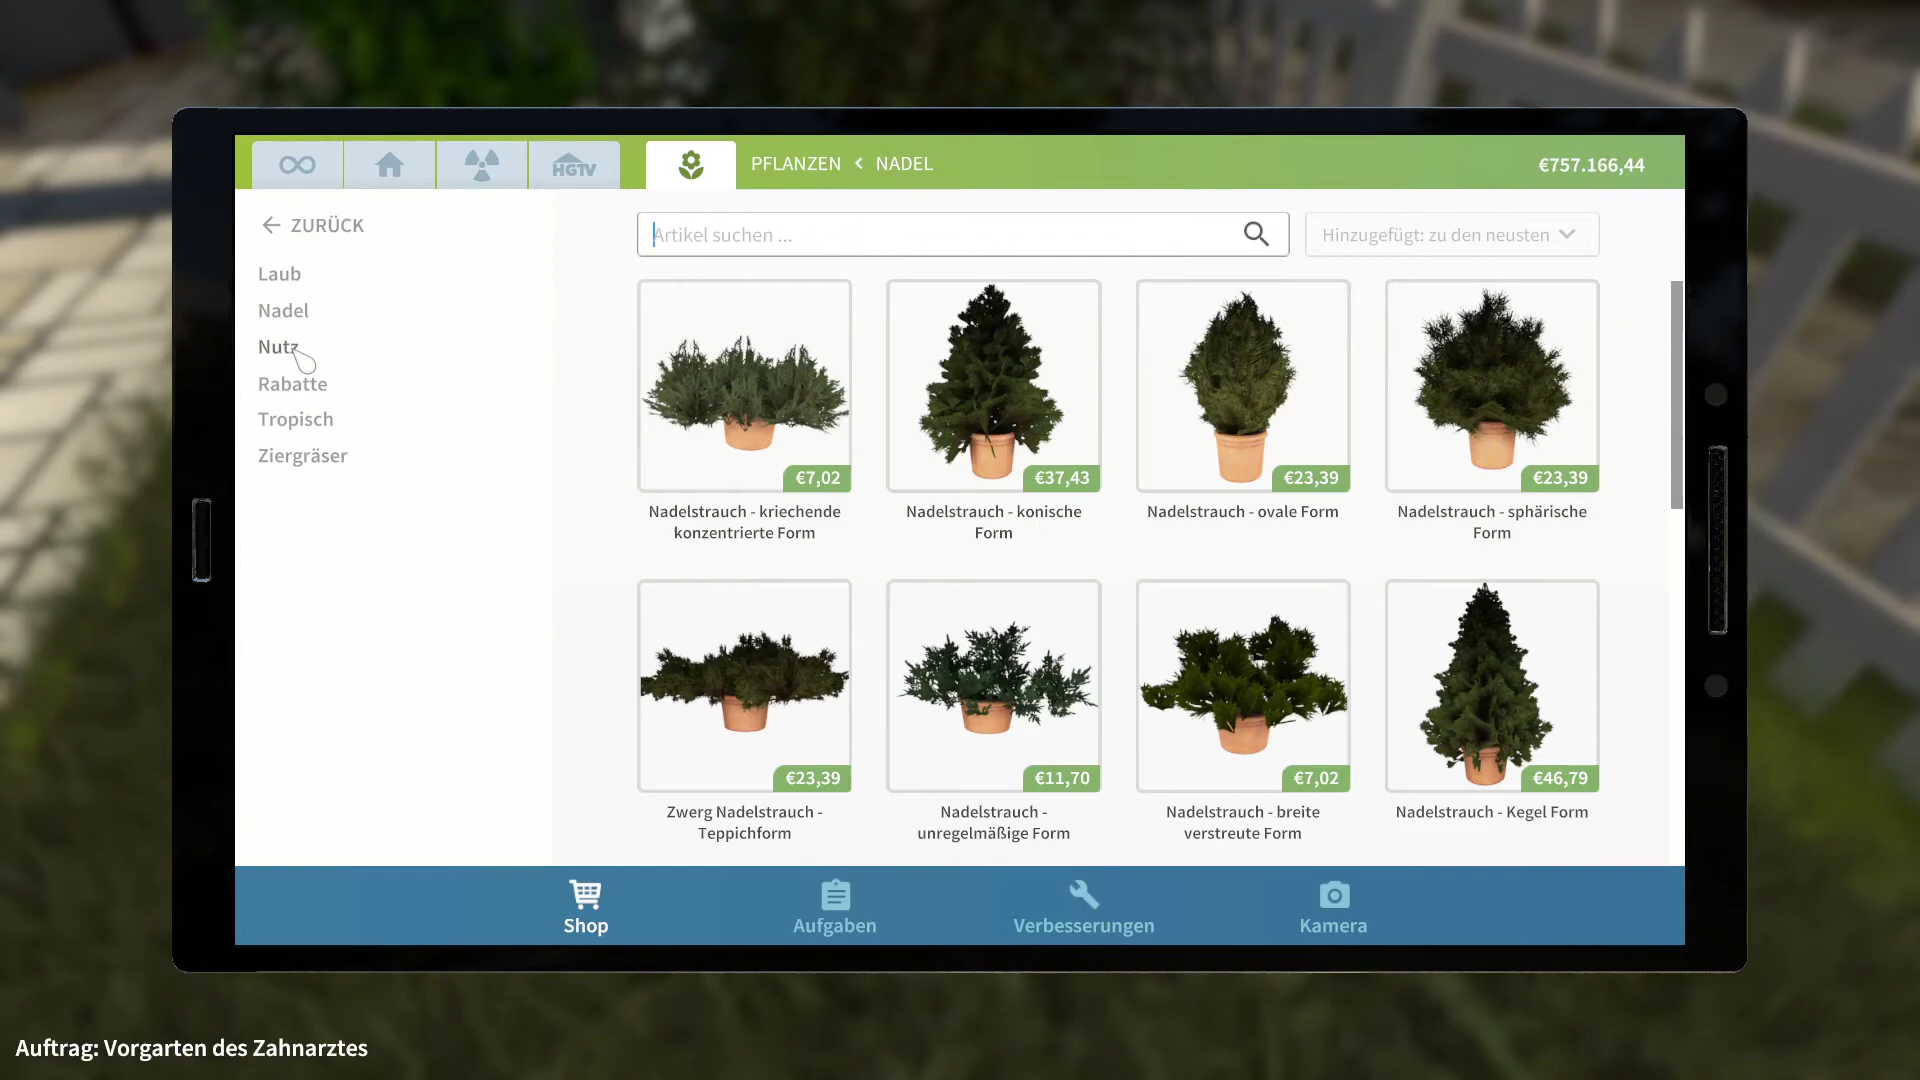 HGTV
PFLANZEN < NADEL
€757.166,44
ZURÜCK
Artikel suchen ...
Hinzugefügt: zu den neusten
Laub
Nadel
Nutz
Rabatte
Tropisch
Ziergräser
€7,02
€37,43
€23,39
€23,39
Nadelstrauch - kriechende
konzentrierte Form
Nadelstrauch - konische
Form
Nadelstrauch - ovale Form
Nadelstrauch - sphärische
Form
€23,39
€11,70
€7,02
€46,79
Zwerg Nadelstrauch -
Teppichform
Nadelstrauch -
unregelmäßige Form
Nadelstrauch - breite
verstreute Form
Nadelstrauch - Kegel Form
Shop
Aufgaben
Verbesserungen
Kamera
Auftrag: Vorgarten des Zahnarztes